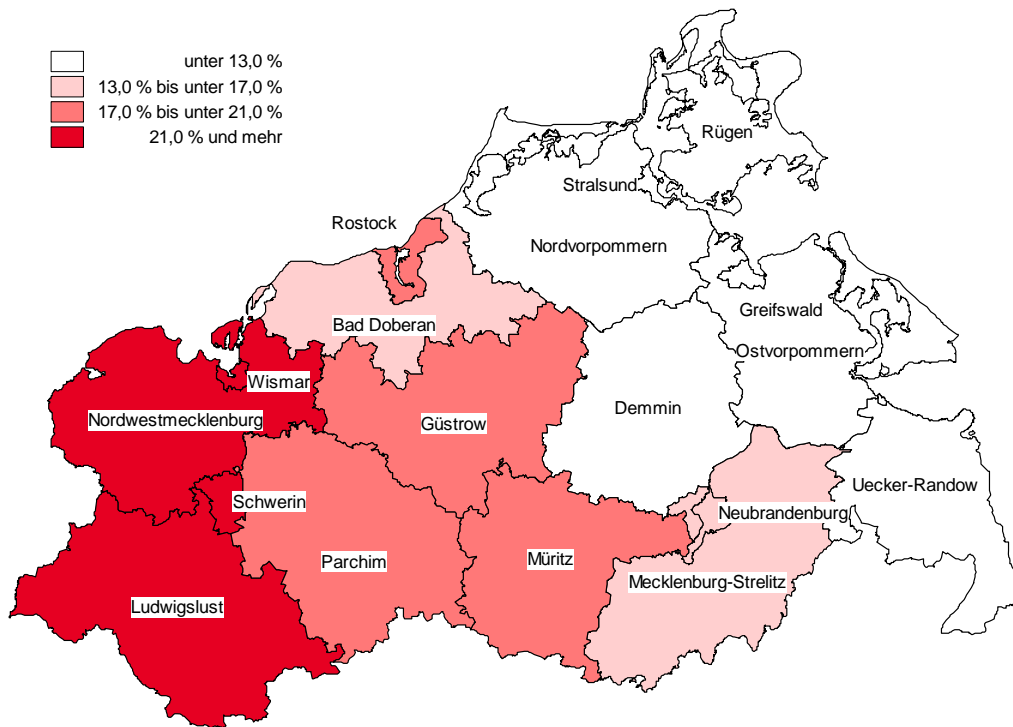 unter 13,0 %
13,0 % bis unter 17,0 %
17,0 % bis unter 21,0 %
21,0 % und mehr
Rügen
Stralsund
Rostock
Nordvorpommern
Greifswald
Bad Doberan
Ostvorpommern
Wismar
Demmin
Nordwestmecklenburg
Güstrow
Uecker-Randow
Schwerin
Neubrandenburg
Parchim
Müritz
Mecklenburg-Strelitz
Ludwigslust